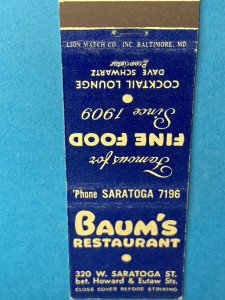 LION MATCH CO., INC. BALTIMORE, MD.
Famous for
FINE FOOD
Since 1909
COCKTAIL LOUNGE
DAVE SCHWARTZ
Proprietor
'Phone SARATOGA 7196
BAUM'S
RESTAURANT
320 W. SARATOGA ST.
bet. Howard & Eutaw Sts.
CLOSE COVER BEFORE STRIKING